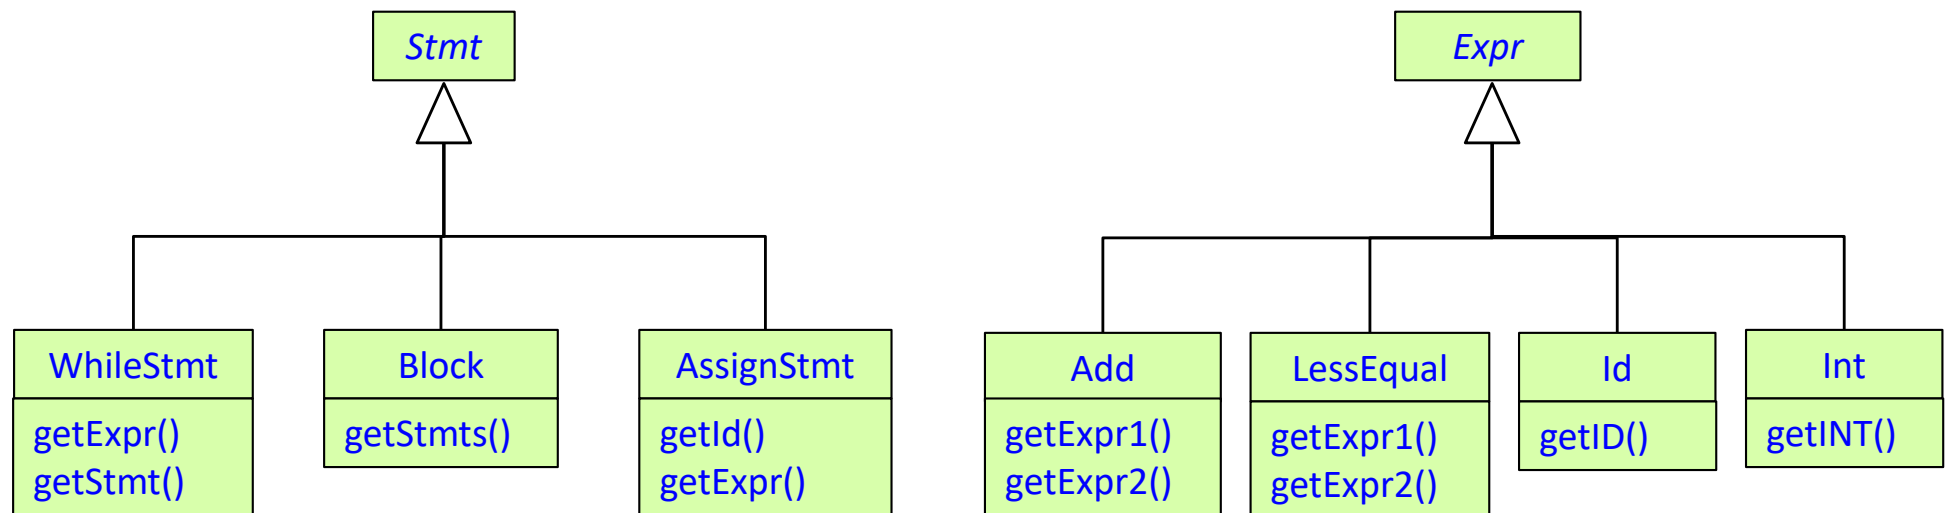 Stmt
Expr
WhileStmt
getExpr()
getStmt()
Block
getStmts()
AssignStmt
getId()
getExpr()
Add
getExpr1()
getExpr2()
LessEqual
getExpr1()
getExpr2()
Id
getID()
Int
getINT()